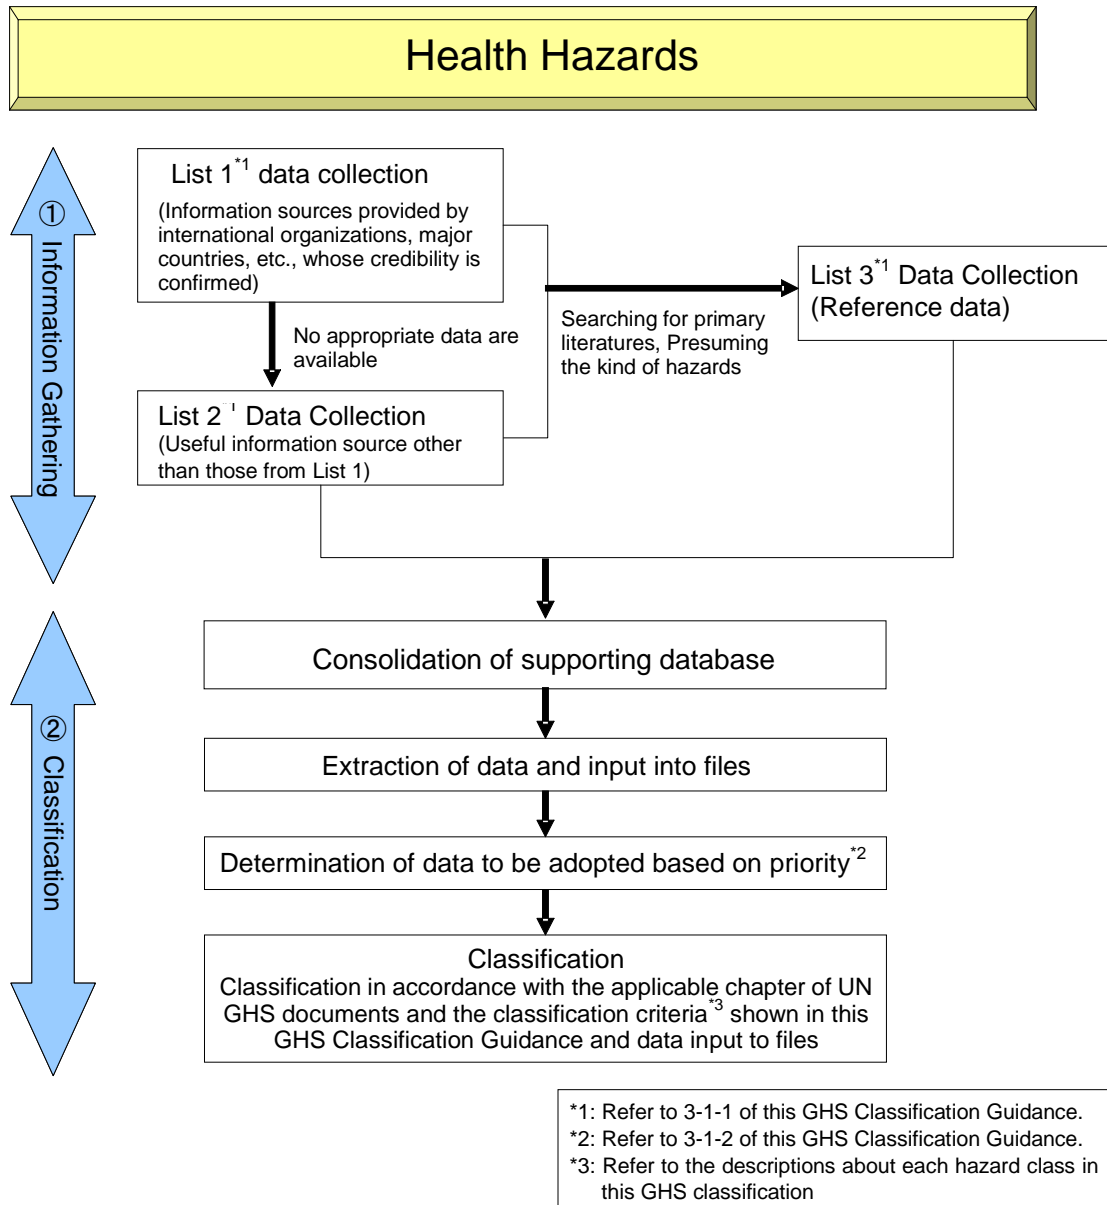 Health Hazards
① Information Gathering
List 1*1 data collection
(Information sources provided by
international organizations, major
countries, etc., whose credibility is
confirmed)
No appropriate data are
available
List 2*1 Data Collection
(Useful information source other
than those from List 1)
Searching for primary
literatures, Presuming
the kind of hazards
List 3*1 Data Collection
(Reference data)
② Classification
Consolidation of supporting database
Extraction of data and input into files
Determination of data to be adopted based on priority*2
Classification
Classification in accordance with the applicable chapter of UN
GHS documents and the classification criteria*3 shown in this
GHS Classification Guidance and data input to files
*1: Refer to 3-1-1 of this GHS Classification Guidance.
*2: Refer to 3-1-2 of this GHS Classification Guidance.
*3: Refer to the descriptions about each hazard class in
this GHS classification